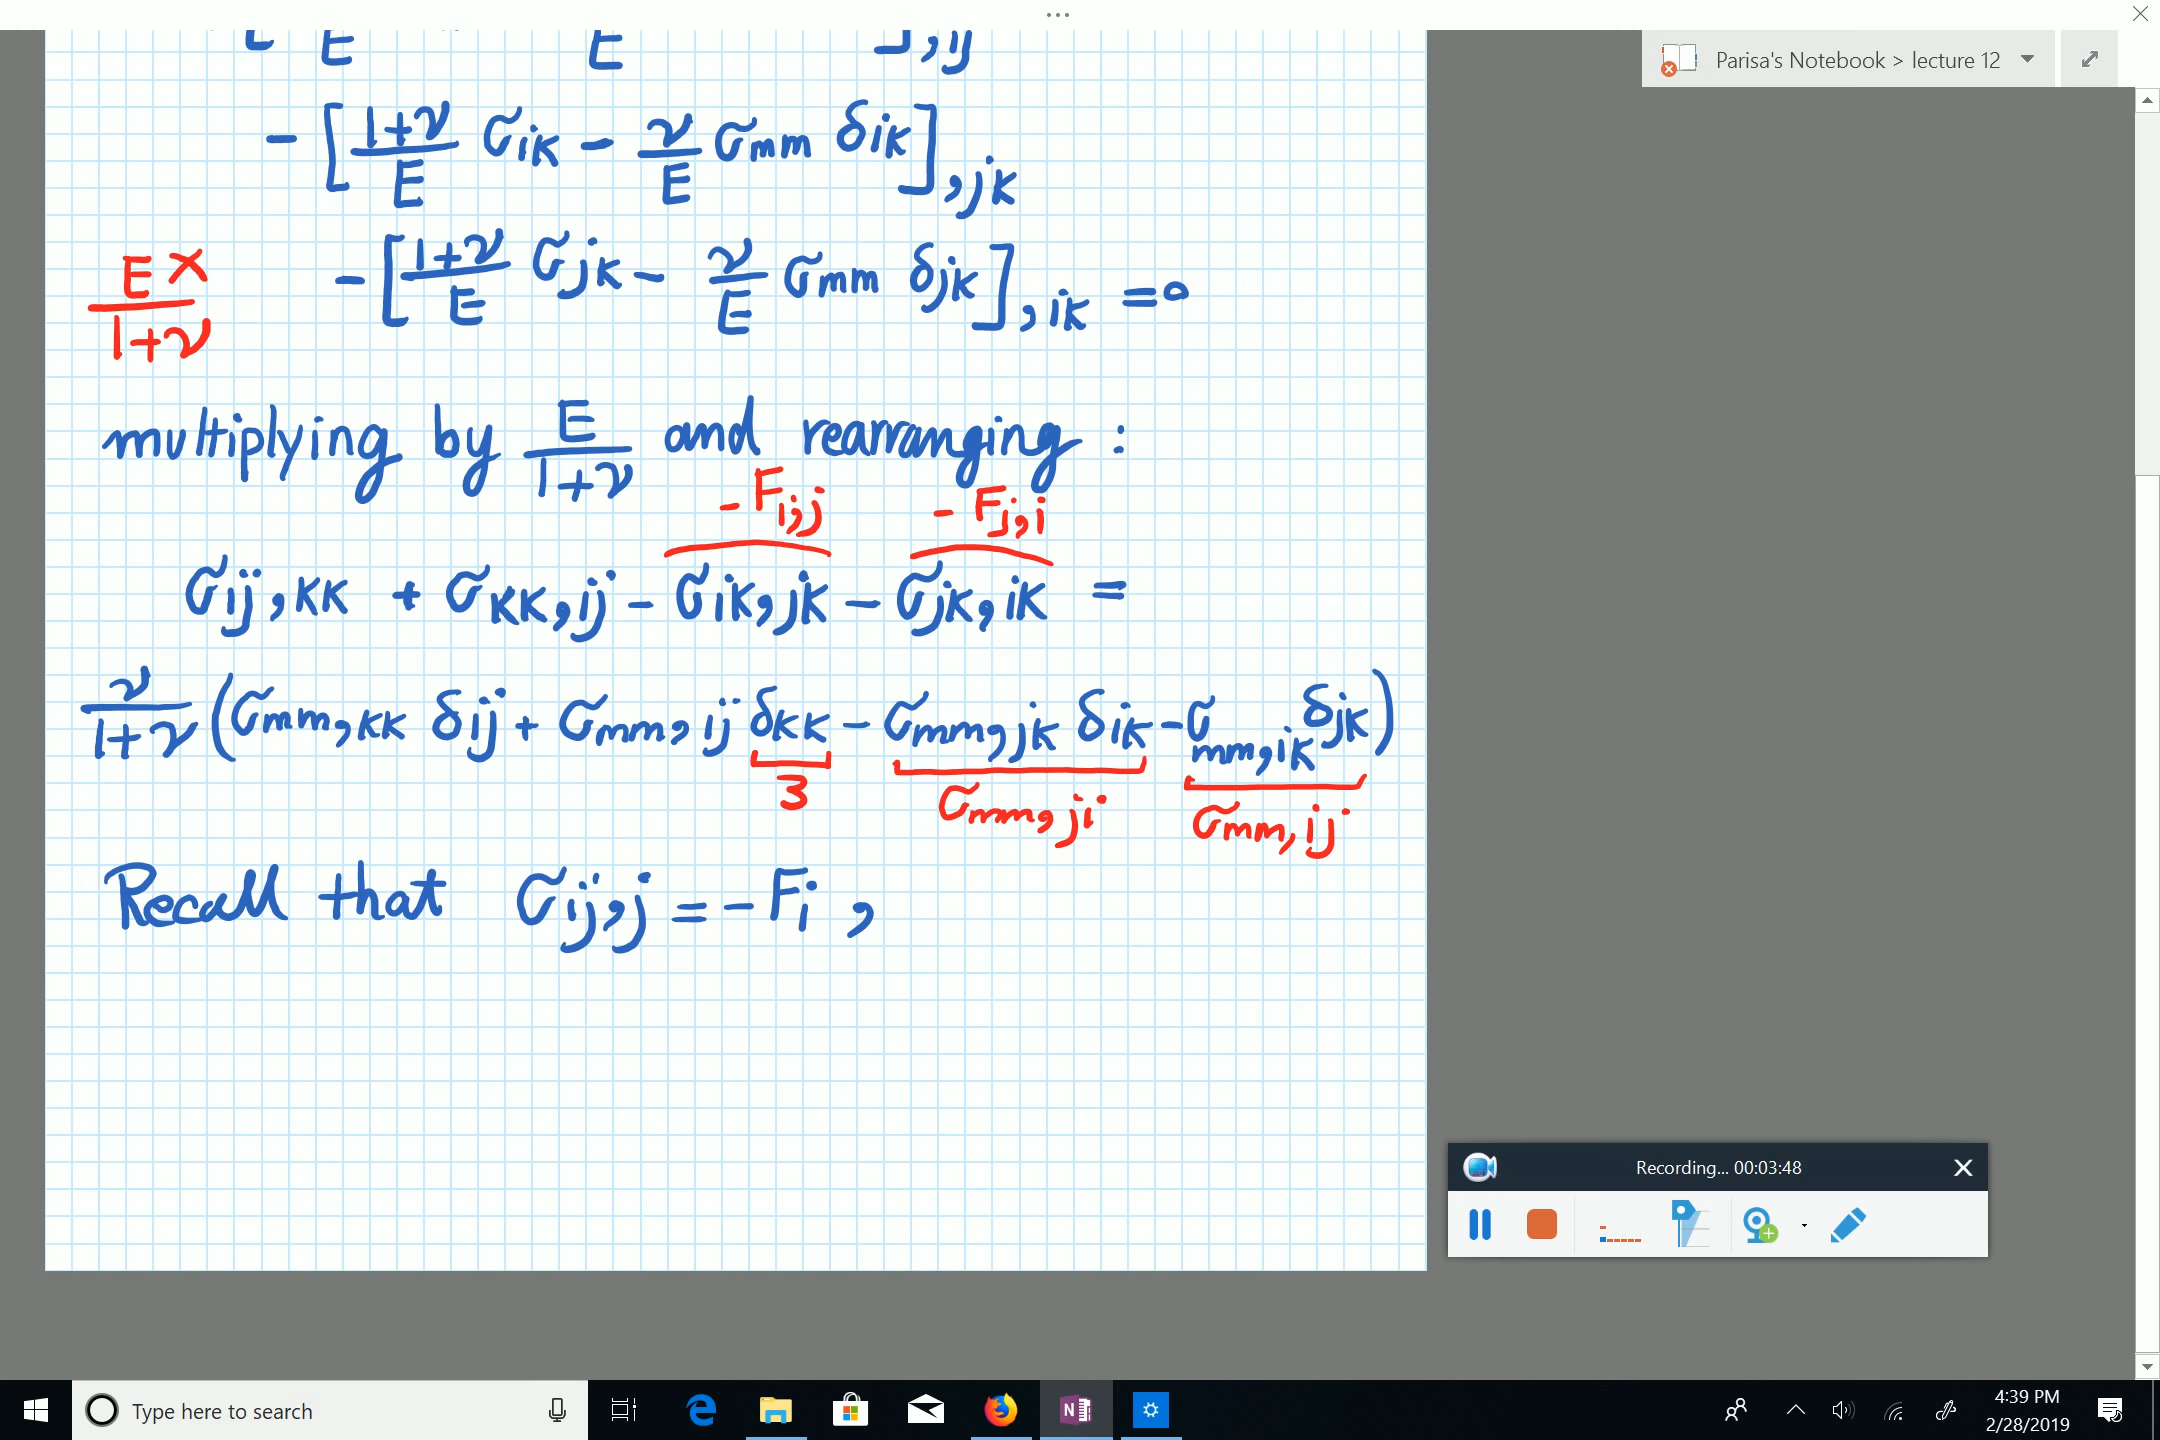 Parisa's Notebook > lecture 12
E E ],ij
- [ (1+ν)/E σik - ν/E σmm δik ],jk
E/(1+ν) × - [ (1+ν)/E σjk - ν/E σmm δjk ],ik = 0
multiplying by E/(1+ν) and rearranging :
-Fi,j - Fj,i
σij,kk + σkk,ij - σik,jk - σjk,ik =
ν/(1+ν) (σmm,kk δij + σmm,ij δkk - σmm,jk δik - σmm,ik δjk)
3 σmm,ji σmm,ij
Recall that σij,j = -Fi ,
Recording... 00:03:48
Type here to search
4:39 PM
2/28/2019